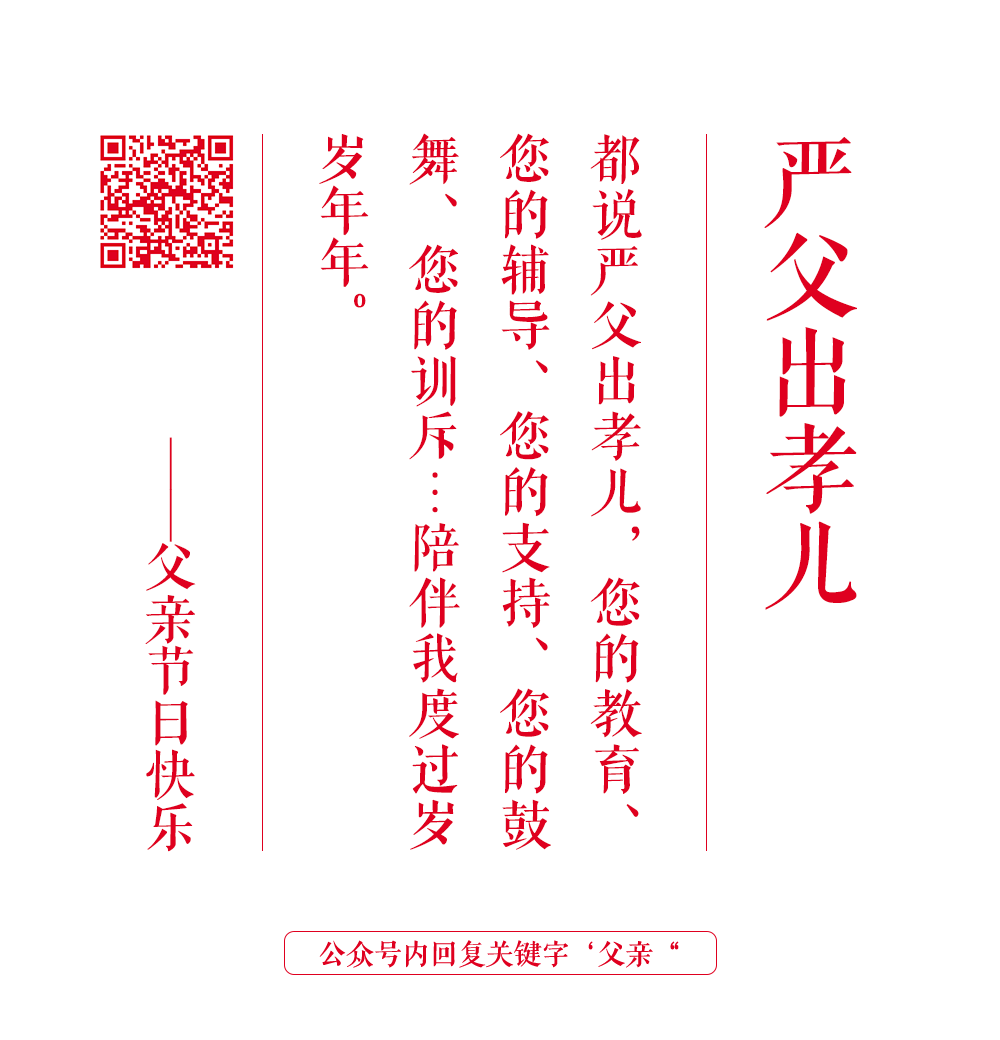 严父出孝儿
都说严父出孝儿，您的教育、
您的辅导、您的支持、您的鼓
舞、您的训斥…陪伴我度过岁
岁年年。
——父亲节日快乐
公众号内回复关键字‘父亲“